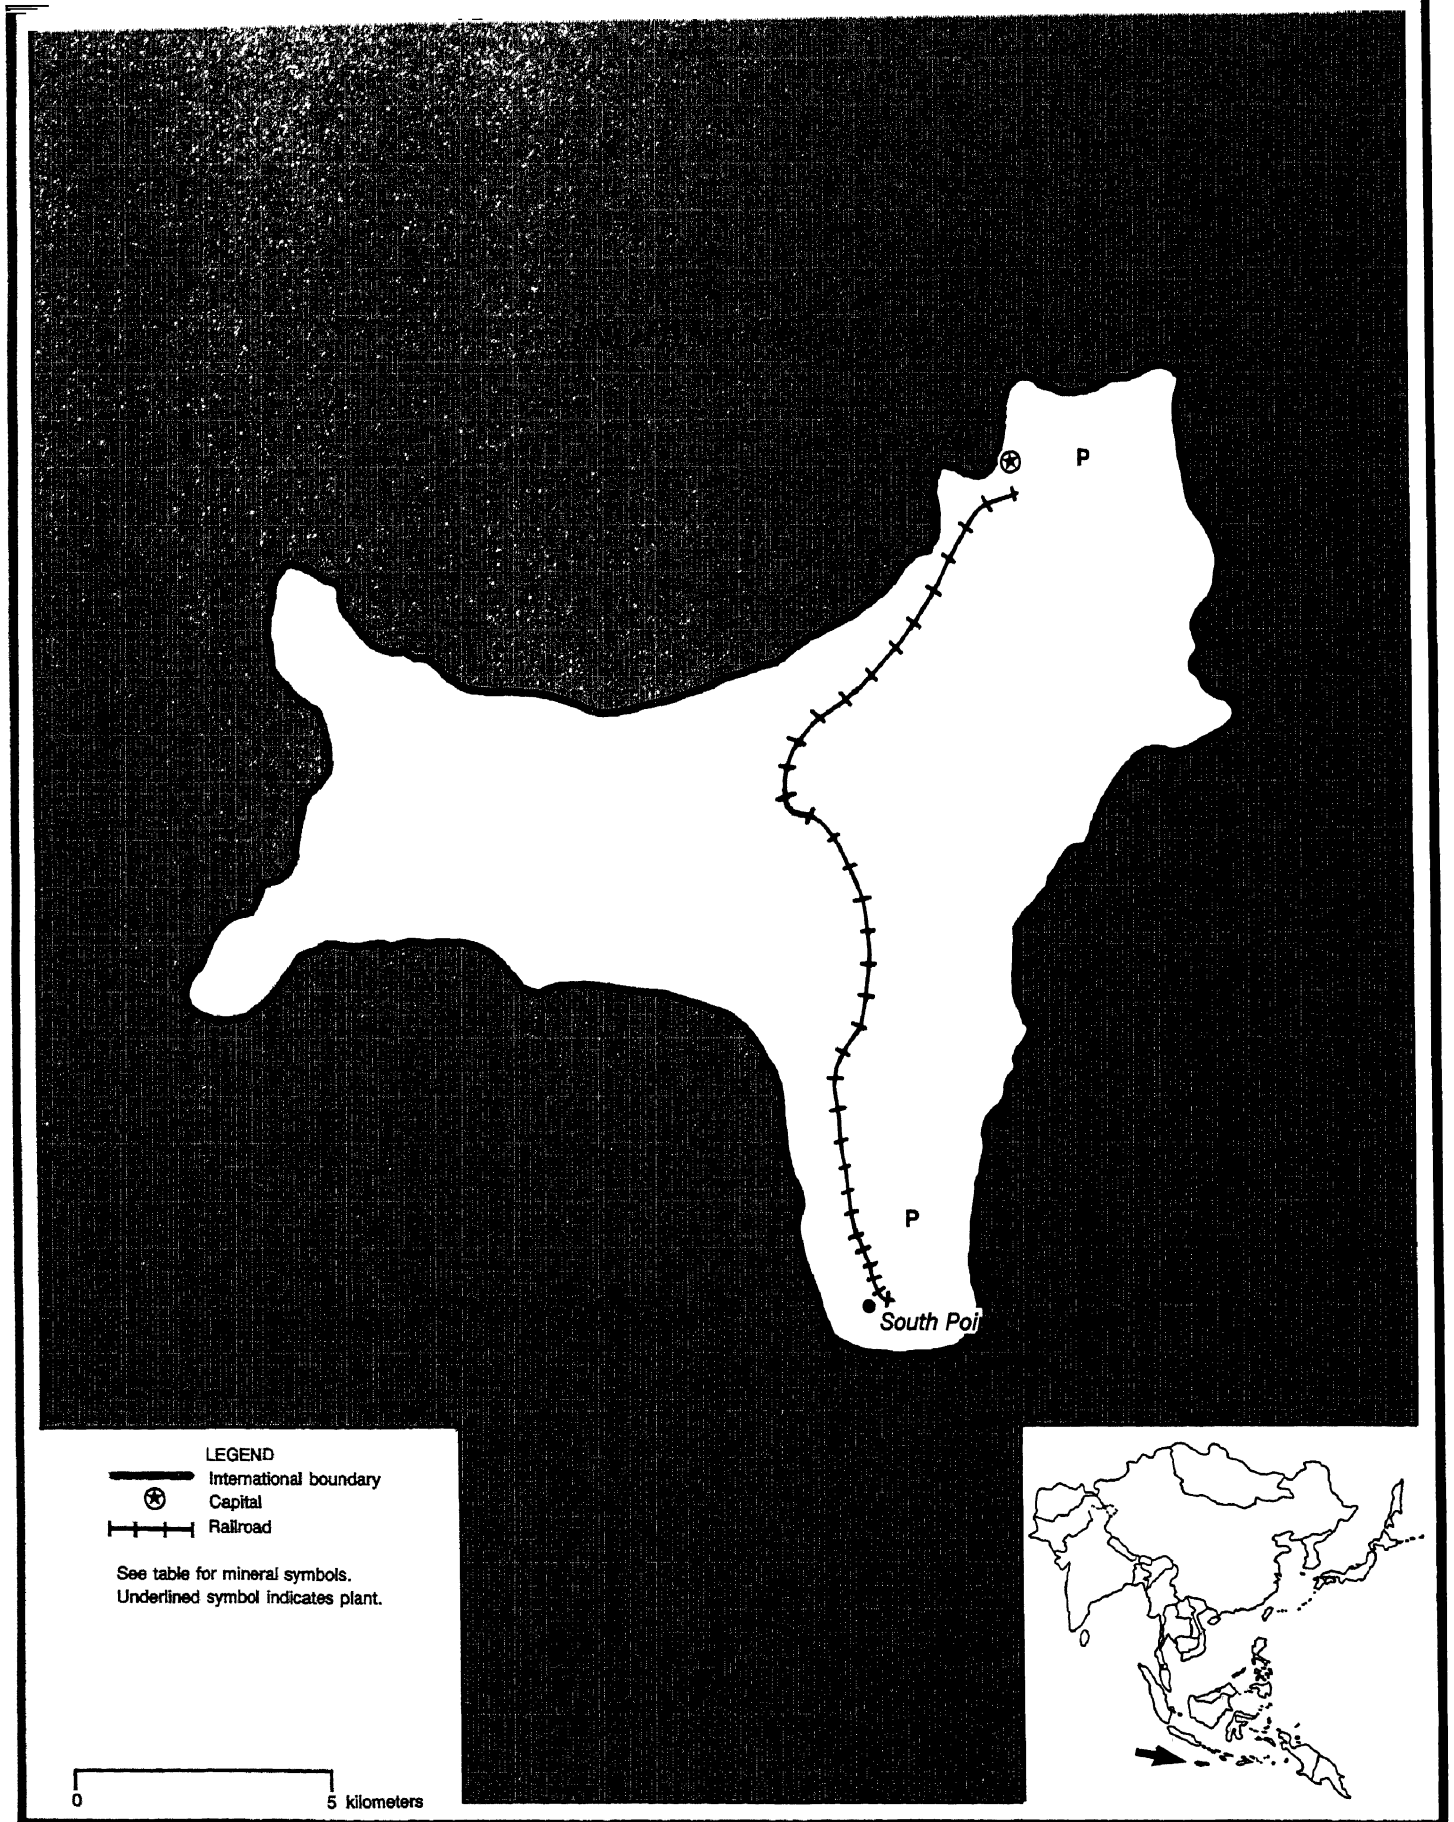 P
P
South Poi
LEGEND
International boundary
Capital
Railroad
See table for mineral symbols.
Underlined symbol indicates plant.
0 5 kilometers